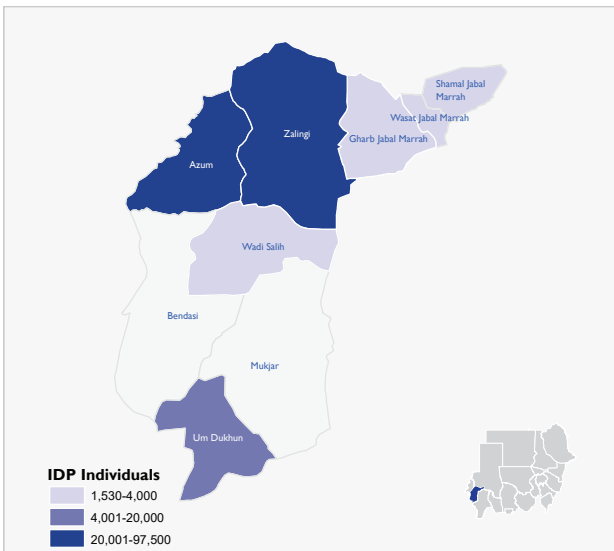 Shamal Jabal
Marrah
Wasat Jabal Marrah
Zalingi
Gharb Jabal Marrah
Azum
Wadi Salih
Bendasi
Mukjar
Um Dukhun
IDP Individuals
1,530-4,000
4,001-20,000
20,001-97,500